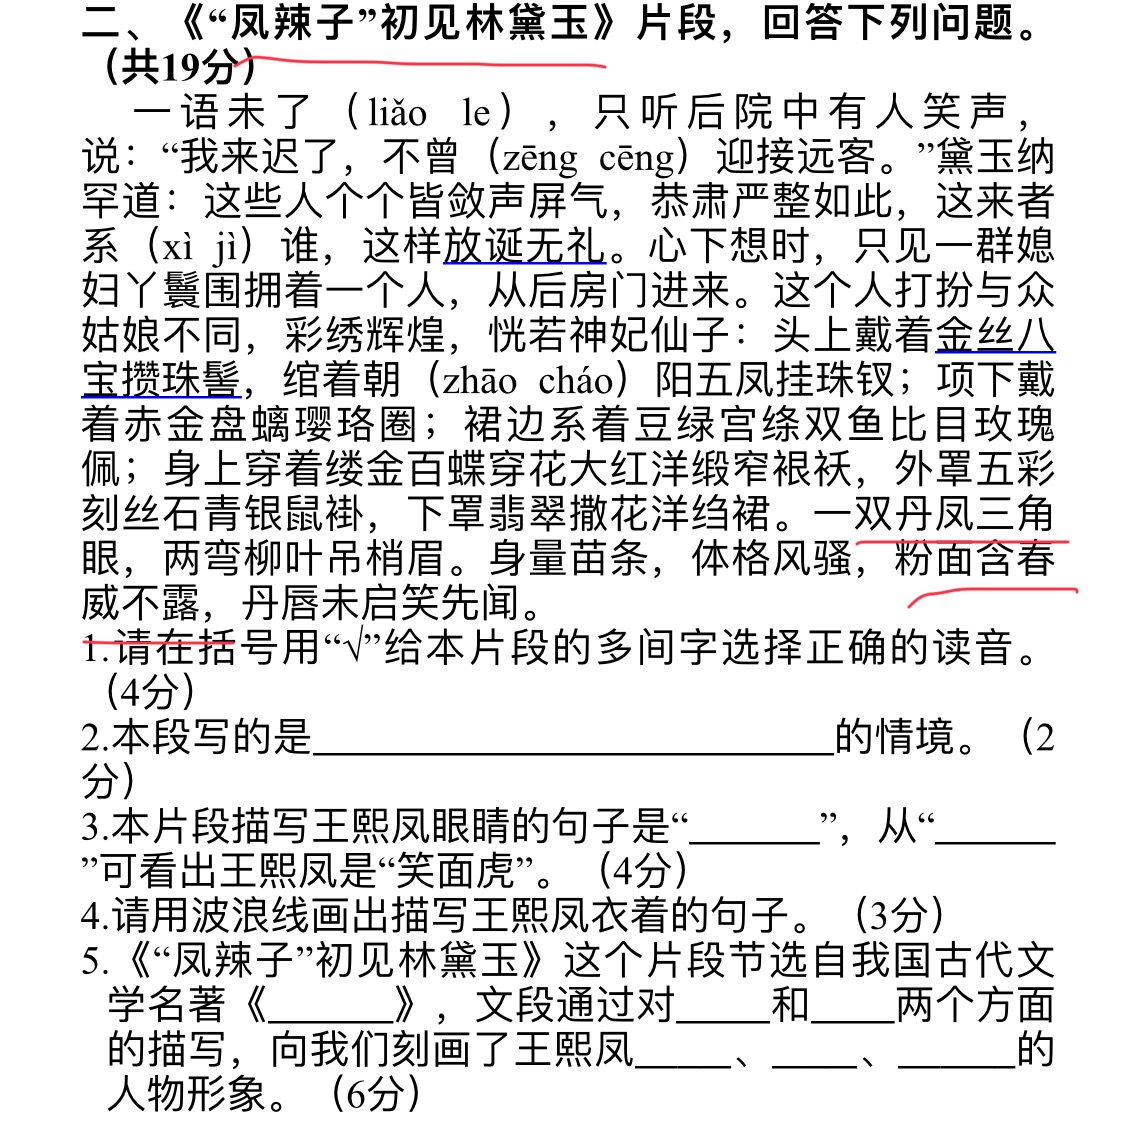 二、《“凤辣子”初见林黛玉》片段，回答下列问题。
（共19分）
一语未了（liǎo le），只听后院中有人笑声，
说：“我来迟了，不曾（zēng cēng）迎接远客。”黛玉纳
罕道：这些人个个皆敛声屏气，恭肃严整如此，这来者
系（xì jì）谁，这样放诞无礼。心下想时，只见一群媳
妇丫鬟围拥着一个人，从后房门进来。这个人打扮与众
姑娘不同，彩绣辉煌，恍若神妃仙子：头上戴着金丝八
宝攒珠髻，绾着朝（zhāo cháo）阳五凤挂珠钗；项下戴
着赤金盘螭璎珞圈；裙边系着豆绿宫绦双鱼比目玫瑰
佩；身上穿着缕金百蝶穿花大红洋缎窄裉袄，外罩五彩
刻丝石青银鼠褂，下罩翡翠撒花洋绉裙。一双丹凤三角
眼，两弯柳叶吊梢眉。身量苗条，体格风骚，粉面含春
威不露，丹唇未启笑先闻。
1.请在括号用“√”给本片段的多间字选择正确的读音。
（4分）
2.本段写的是__________________________的情境。（2
分）
3.本片段描写王熙凤眼睛的句子是“_______”，从“______
”可看出王熙凤是“笑面虎”。（4分）
4.请用波浪线画出描写王熙凤衣着的句子。（3分）
5.《“凤辣子”初见林黛玉》这个片段节选自我国古代文
学名著《______》，文段通过对_____和____两个方面
的描写，向我们刻画了王熙凤_____、____、______的
人物形象。（6分）